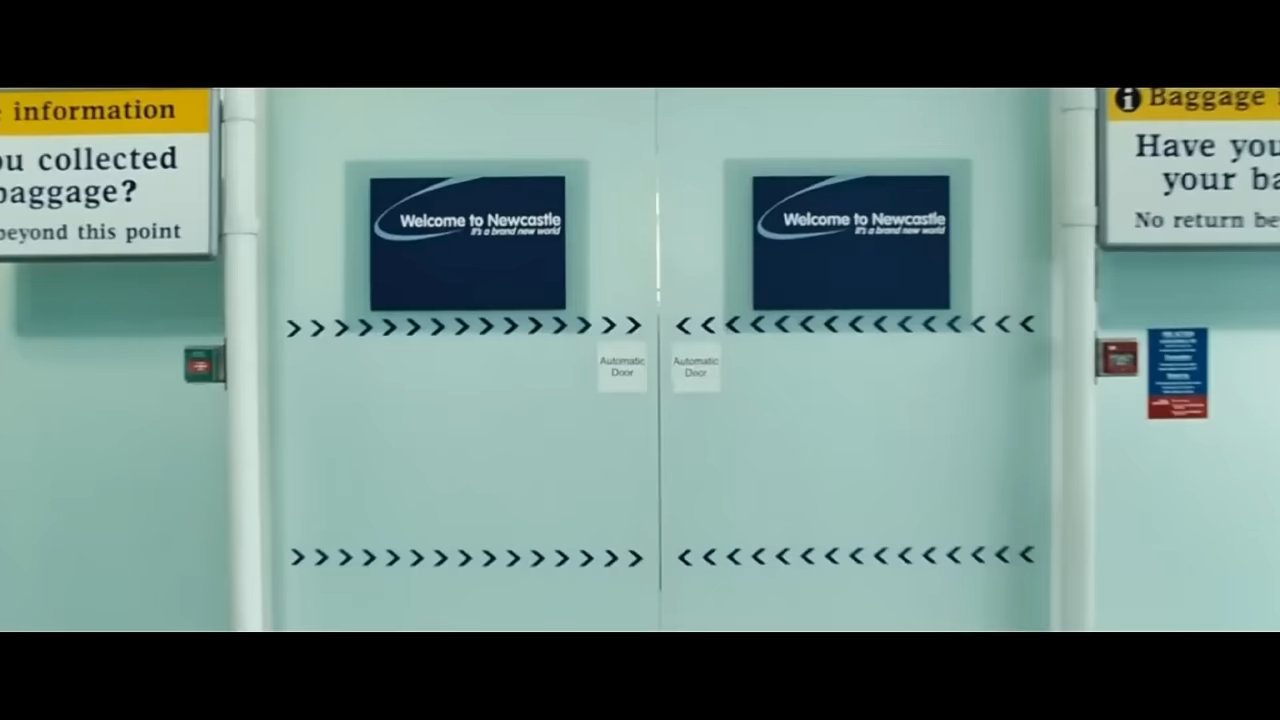 information
ou collected
baggage?
beyond this point
Welcome to Newcastle
it's a brand new world
Automatic
Door
Welcome to Newcastle
it's a brand new world
Automatic
Door
Baggage
Have you
your ba
No return be